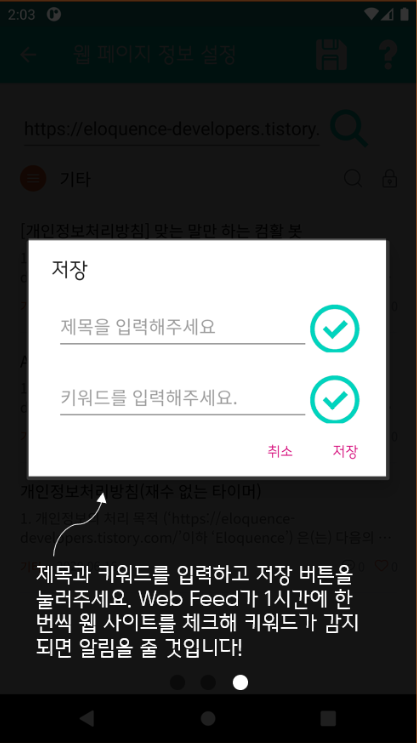 2:03
웹 페이지 정보 설정
?
https://eloquence-developers.tistory.
기타
[개인정보처리방침] 맞는 말만 하는 컴활 봇
저장
제목을 입력해주세요
키워드를 입력해주세요.
취소 저장
개인정보처리방침(재수 없는 타이머)
1. 개인정보의 처리 목적 ('https://eloquence-
developers.tistory.com/'이하 'Eloquence') 은(는) 다음의 …
제목과 키워드를 입력하고 저장 버튼을
눌러주세요. Web Feed가 1시간에 한
번씩 웹 사이트를 체크해 키워드가 감지
되면 알림을 줄 것입니다!